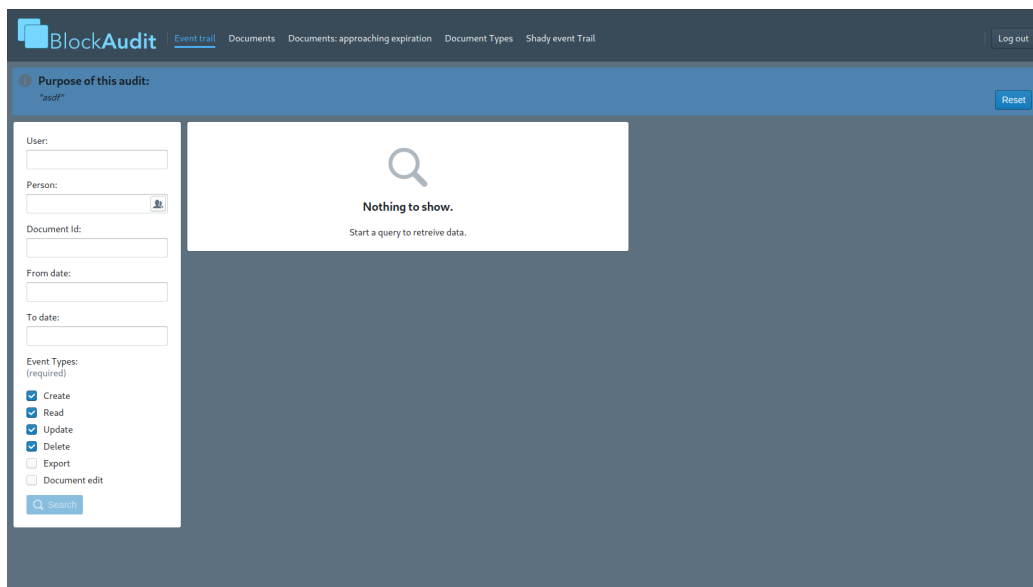 BlockAudit Event trail Documents Documents: approaching expiration Document Types Shady event Trail Log out
Purpose of this audit:
"asdf"
Reset
User:
Person:
Document Id:
From date:
To date:
Event Types:
(required)
Create
Read
Update
Delete
Export
Document edit
Search
Nothing to show.
Start a query to retreive data.